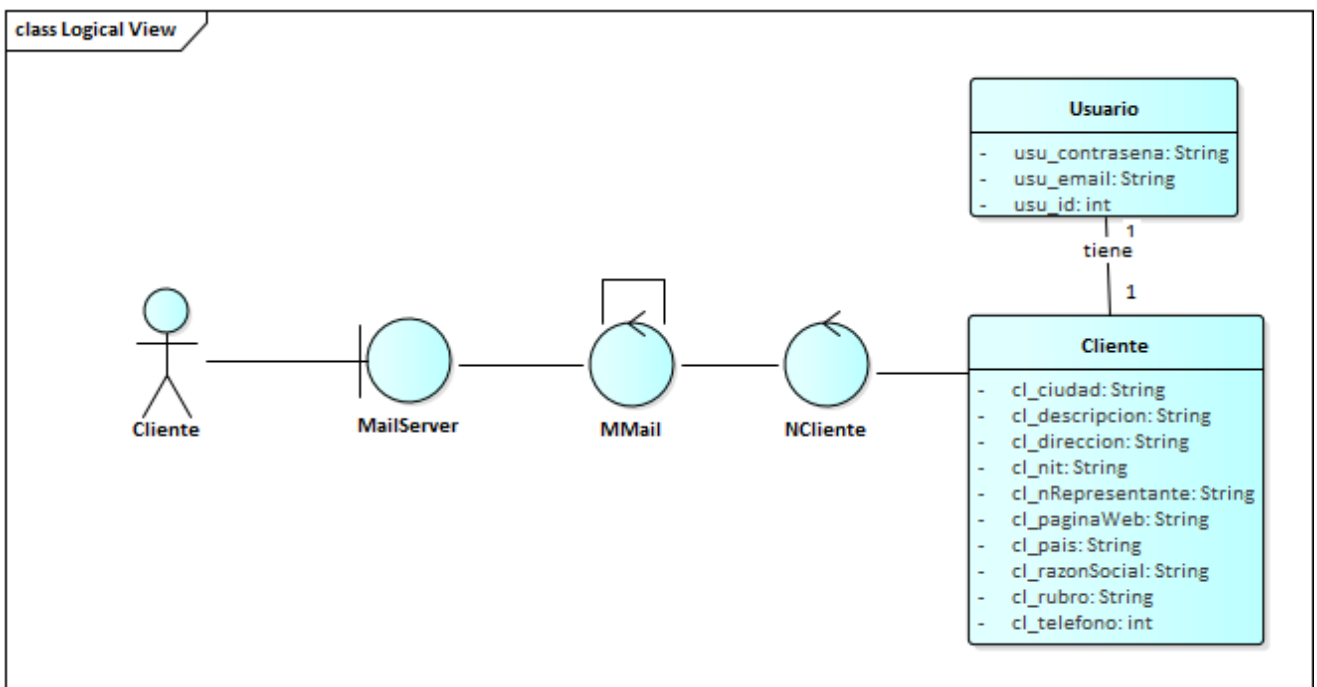 class Logical View
Usuario
- usu_contrasena: String
- usu_email: String
- usu_id: int
1
tiene
1
Cliente
- cl_ciudad: String
- cl_descripcion: String
- cl_direccion: String
- cl_nit: String
- cl_nRepresentante: String
- cl_paginaWeb: String
- cl_pais: String
- cl_razonSocial: String
- cl_rubro: String
- cl_telefono: int
Cliente
MailServer
MMail
NCliente